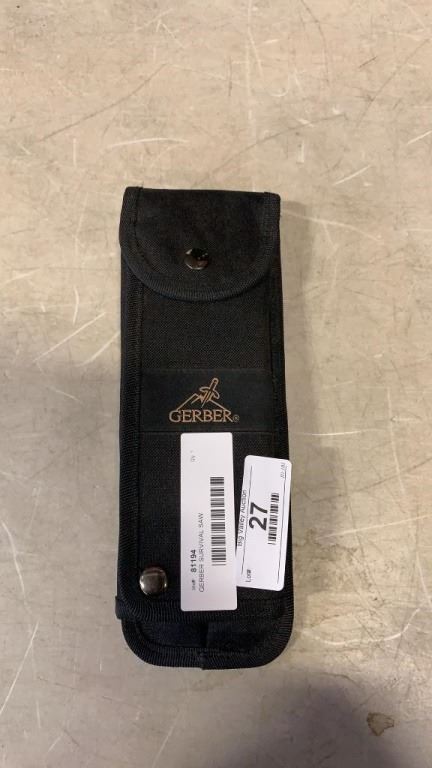 GERBER®
81194
GERBER SURVIVAL SAW
Big Valley Auction
27
Lot#